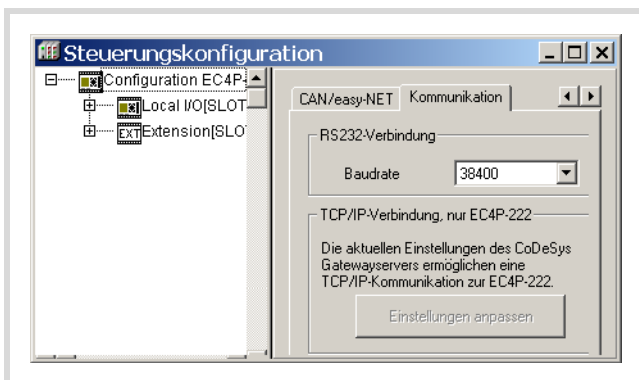 Steuerungskonfiguration
Configuration EC4P-
Local I/O[SLOT
EXT Extension[SLO
CAN/easy-NET Kommunikation
RS232-Verbindung
Baudrate 38400
TCP/IP-Verbindung, nur EC4P-222
Die aktuellen Einstellungen des CoDeSys
Gatewayservers ermöglichen eine
TCP/IP-Kommunikation zur EC4P-222.
Einstellungen anpassen